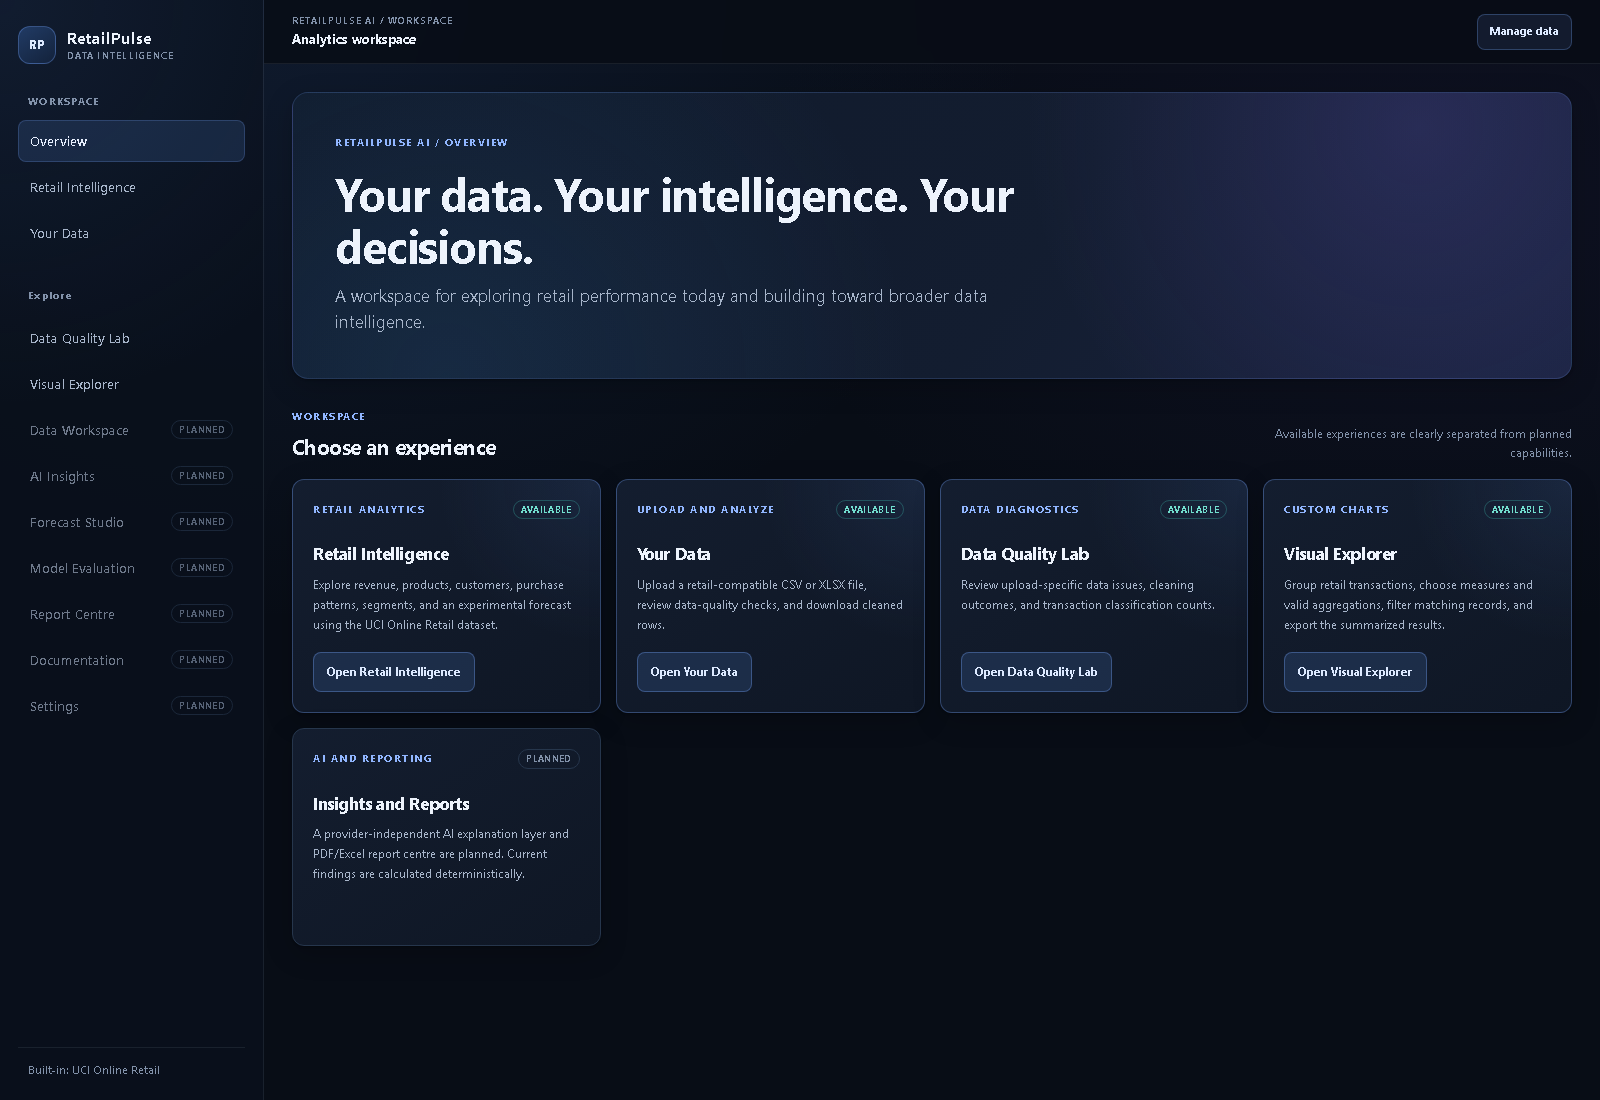 RP
RetailPulse
DATA INTELLIGENCE
WORKSPACE
Overview
Retail Intelligence
Your Data
Explore
Data Quality Lab
Visual Explorer
Data Workspace PLANNED
AI Insights PLANNED
Forecast Studio PLANNED
Model Evaluation PLANNED
Report Centre PLANNED
Documentation PLANNED
Settings PLANNED
Built-in: UCI Online Retail
RETAILPULSE AI / WORKSPACE
Analytics workspace
Manage data
RETAILPULSE AI / OVERVIEW
Your data. Your intelligence. Your
decisions.
A workspace for exploring retail performance today and building toward broader data
intelligence.
WORKSPACE
Choose an experience
Available experiences are clearly separated from planned
capabilities.
RETAIL ANALYTICS AVAILABLE
Retail Intelligence
Explore revenue, products, customers, purchase
patterns, segments, and an experimental forecast
using the UCI Online Retail dataset.
Open Retail Intelligence
UPLOAD AND ANALYZE AVAILABLE
Your Data
Upload a retail-compatible CSV or XLSX file,
review data-quality checks, and download cleaned
rows.
Open Your Data
DATA DIAGNOSTICS AVAILABLE
Data Quality Lab
Review upload-specific data issues, cleaning
outcomes, and transaction classification counts.
Open Data Quality Lab
CUSTOM CHARTS AVAILABLE
Visual Explorer
Group retail transactions, choose measures and
valid aggregations, filter matching records, and
export the summarized results.
Open Visual Explorer
AI AND REPORTING PLANNED
Insights and Reports
A provider-independent AI explanation layer and
PDF/Excel report centre are planned. Current
findings are calculated deterministically.